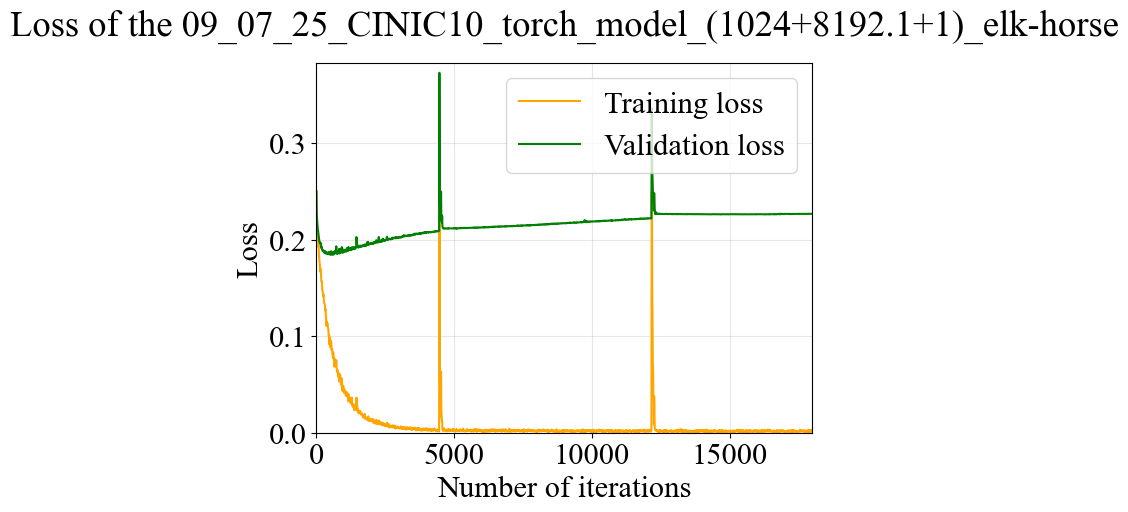 Loss of the 09_07_25_CINIC10_torch_model_(1024+8192.1+1)_elk-horse
Training loss
Validation loss
Loss
0.3
0.2
0.1
0.0
0 5000 10000 15000
Number of iterations